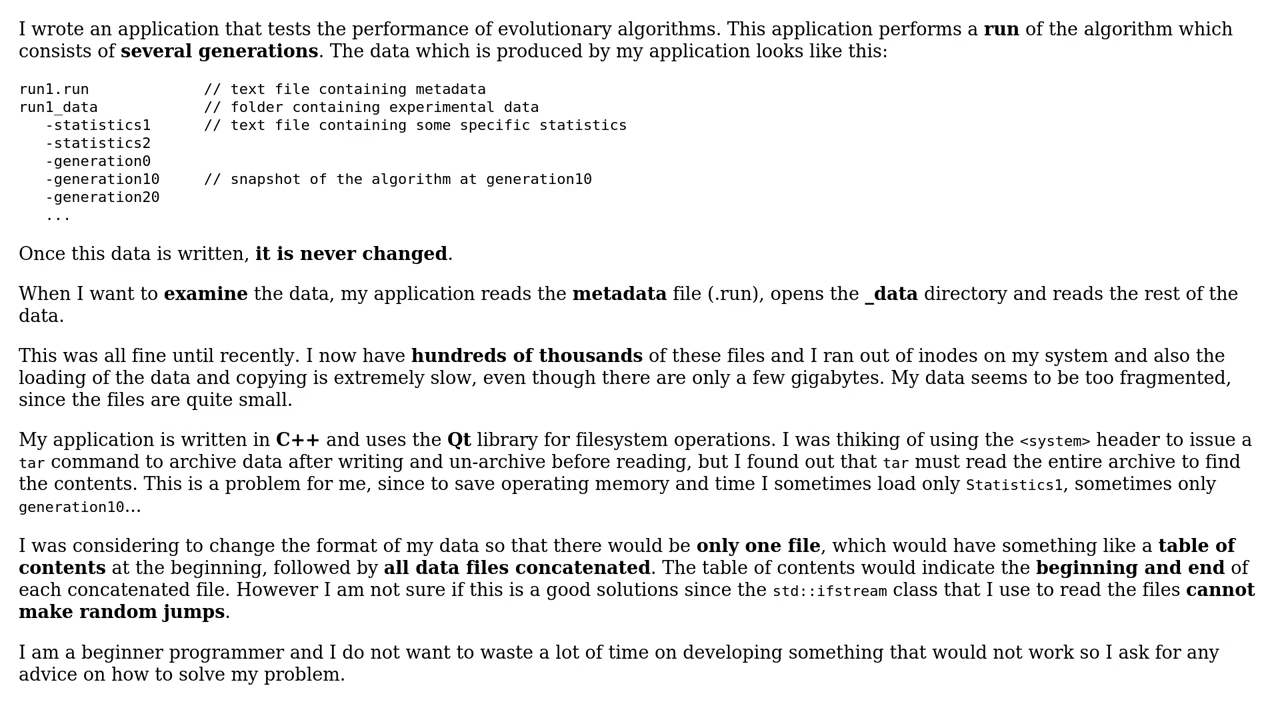 I wrote an application that tests the performance of evolutionary algorithms. This application performs a run of the algorithm which
consists of several generations. The data which is produced by my application looks like this:
run1.run             // text file containing metadata
run1_data            // folder containing experimental data
   -statistics1      // text file containing some specific statistics
   -statistics2
   -generation0
   -generation10     // snapshot of the algorithm at generation10
   -generation20
   ...
Once this data is written, it is never changed.
When I want to examine the data, my application reads the metadata file (.run), opens the _data directory and reads the rest of the
data.
This was all fine until recently. I now have hundreds of thousands of these files and I ran out of inodes on my system and also the
loading of the data and copying is extremely slow, even though there are only a few gigabytes. My data seems to be too fragmented,
since the files are quite small.
My application is written in C++ and uses the Qt library for filesystem operations. I was thiking of using the <system> header to issue a
tar command to archive data after writing and un-archive before reading, but I found out that tar must read the entire archive to find
the contents. This is a problem for me, since to save operating memory and time I sometimes load only Statistics1, sometimes only
generation10...
I was considering to change the format of my data so that there would be only one file, which would have something like a table of
contents at the beginning, followed by all data files concatenated. The table of contents would indicate the beginning and end of
each concatenated file. However I am not sure if this is a good solutions since the std::ifstream class that I use to read the files cannot
make random jumps.
I am a beginner programmer and I do not want to waste a lot of time on developing something that would not work so I ask for any
advice on how to solve my problem.